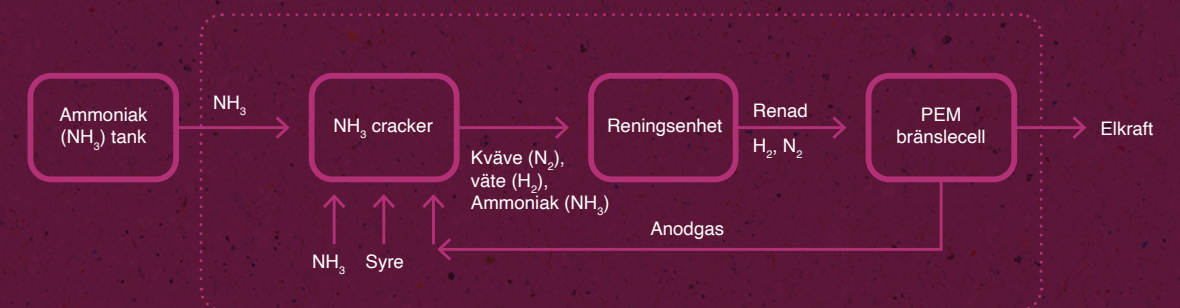 Ammoniak
(NH₃) tank
NH₃
NH₃ cracker
Kväve (N₂),
väte (H₂),
Ammoniak (NH₃)
Reningsenhet
Renad
H₂, N₂
PEM
bränslecell
Elkraft
Anodgas
NH₃
Syre